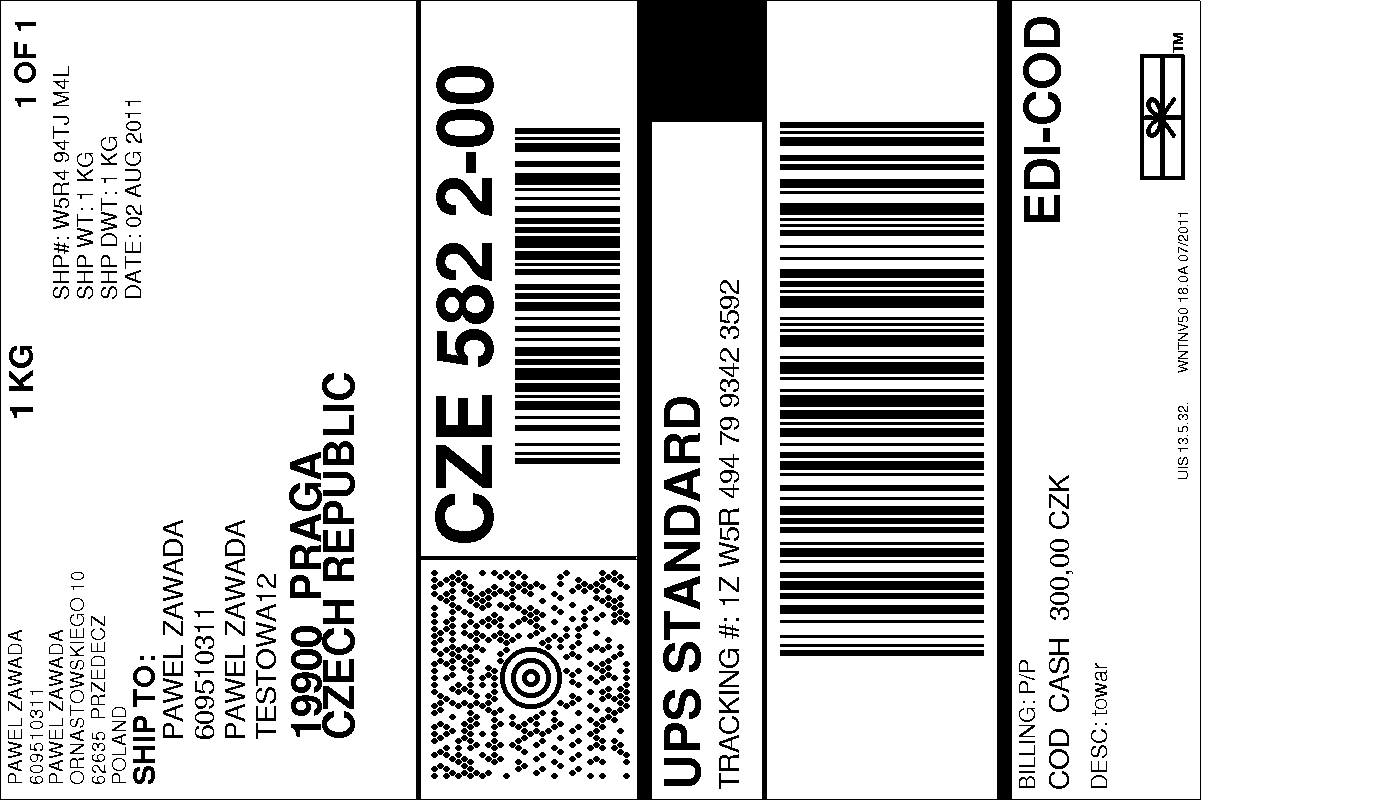 PAWEL ZAWADA
609510311
PAWEL ZAWADA
ORNASTOWSKIEGO 10
62635 PRZEDECZ
POLAND
1 KG
1 OF 1
SHP#: W5R4 94TJ M4L
SHP WT: 1 KG
SHP DWT: 1 KG
DATE: 02 AUG 2011
SHIP TO:
PAWEL ZAWADA
609510311
PAWEL ZAWADA
TESTOWA12
19900 PRAGA
CZECH REPUBLIC
CZE 582 2-00
UPS STANDARD
TRACKING #: 1Z W5R 494 79 9342 3592
BILLING: P/P
COD CASH 300,00 CZK
DESC: towar
EDI-COD
UIS 13.5.32. WNTNV50 18.0A 07/2011
TM